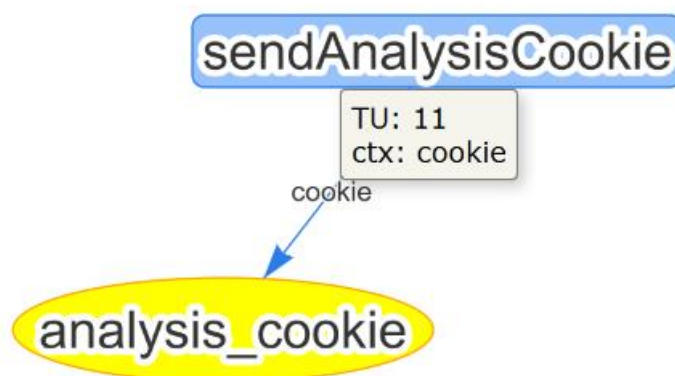 sendAnalysisCookie
TU: 11
ctx: cookie
cookie
analysis_cookie